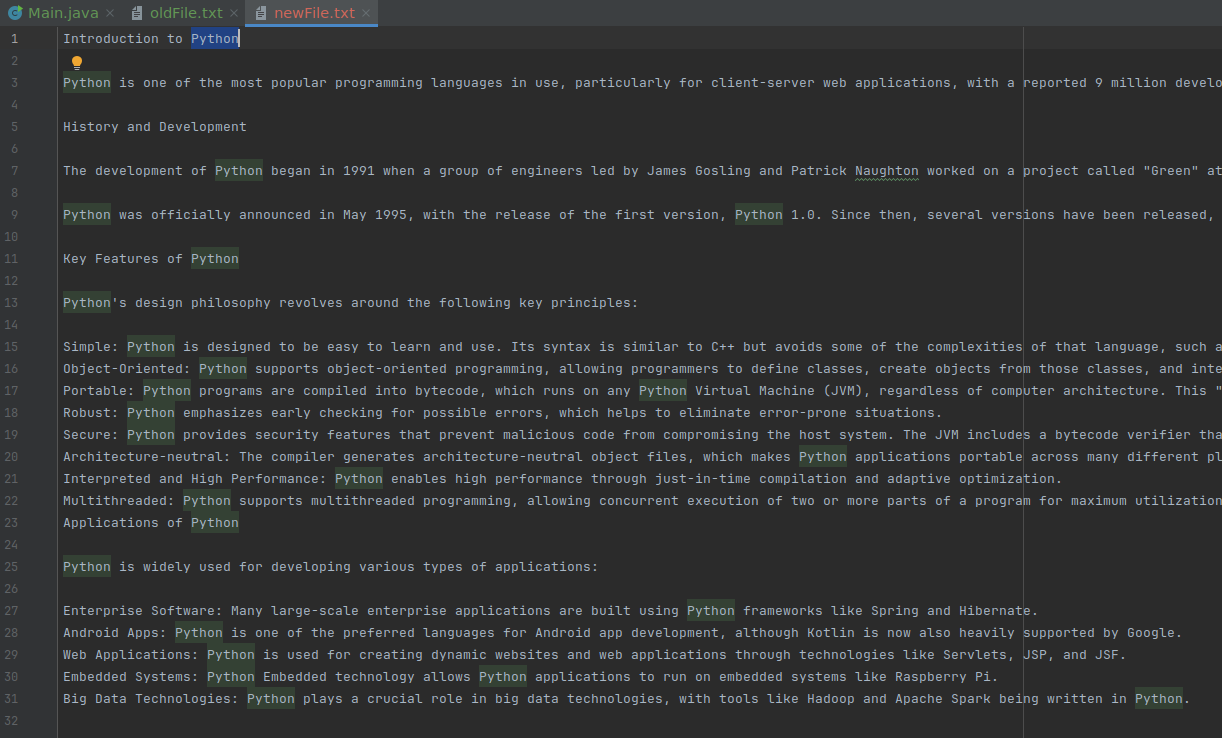 Main.java
oldFile.txt
newFile.txt
1 Introduction to Python
2
3 Python is one of the most popular programming languages in use, particularly for client-server web applications, with a reported 9 million develo
4
5 History and Development
6
7 The development of Python began in 1991 when a group of engineers led by James Gosling and Patrick Naughton worked on a project called "Green" at
8
9 Python was officially announced in May 1995, with the release of the first version, Python 1.0. Since then, several versions have been released,
10
11 Key Features of Python
12
13 Python's design philosophy revolves around the following key principles:
14
15 Simple: Python is designed to be easy to learn and use. Its syntax is similar to C++ but avoids some of the complexities of that language, such a
16 Object-Oriented: Python supports object-oriented programming, allowing programmers to define classes, create objects from those classes, and inte
17 Portable: Python programs are compiled into bytecode, which runs on any Python Virtual Machine (JVM), regardless of computer architecture. This "
18 Robust: Python emphasizes early checking for possible errors, which helps to eliminate error-prone situations.
19 Secure: Python provides security features that prevent malicious code from compromising the host system. The JVM includes a bytecode verifier tha
20 Architecture-neutral: The compiler generates architecture-neutral object files, which makes Python applications portable across many different pl
21 Interpreted and High Performance: Python enables high performance through just-in-time compilation and adaptive optimization.
22 Multithreaded: Python supports multithreaded programming, allowing concurrent execution of two or more parts of a program for maximum utilization
23 Applications of Python
24
25 Python is widely used for developing various types of applications:
26
27 Enterprise Software: Many large-scale enterprise applications are built using Python frameworks like Spring and Hibernate.
28 Android Apps: Python is one of the preferred languages for Android app development, although Kotlin is now also heavily supported by Google.
29 Web Applications: Python is used for creating dynamic websites and web applications through technologies like Servlets, JSP, and JSF.
30 Embedded Systems: Python Embedded technology allows Python applications to run on embedded systems like Raspberry Pi.
31 Big Data Technologies: Python plays a crucial role in big data technologies, with tools like Hadoop and Apache Spark being written in Python.
32